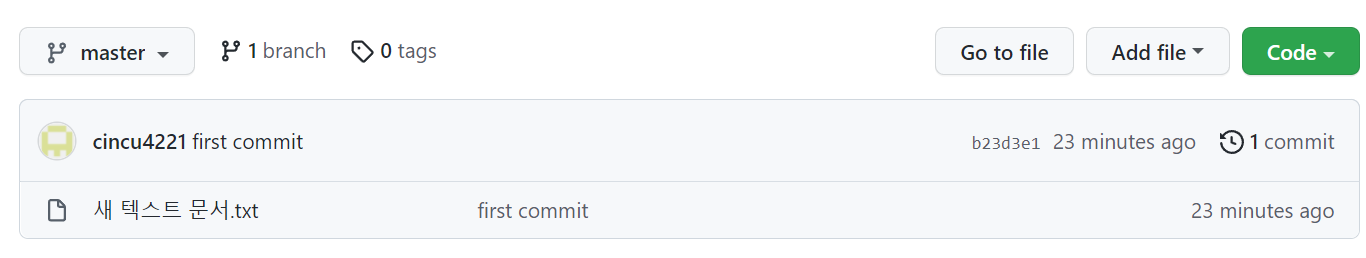 master 1 branch 0 tags Go to file Add file Code
cincu4221 first commit b23d3e1 23 minutes ago 1 commit
새 텍스트 문서.txt first commit 23 minutes ago